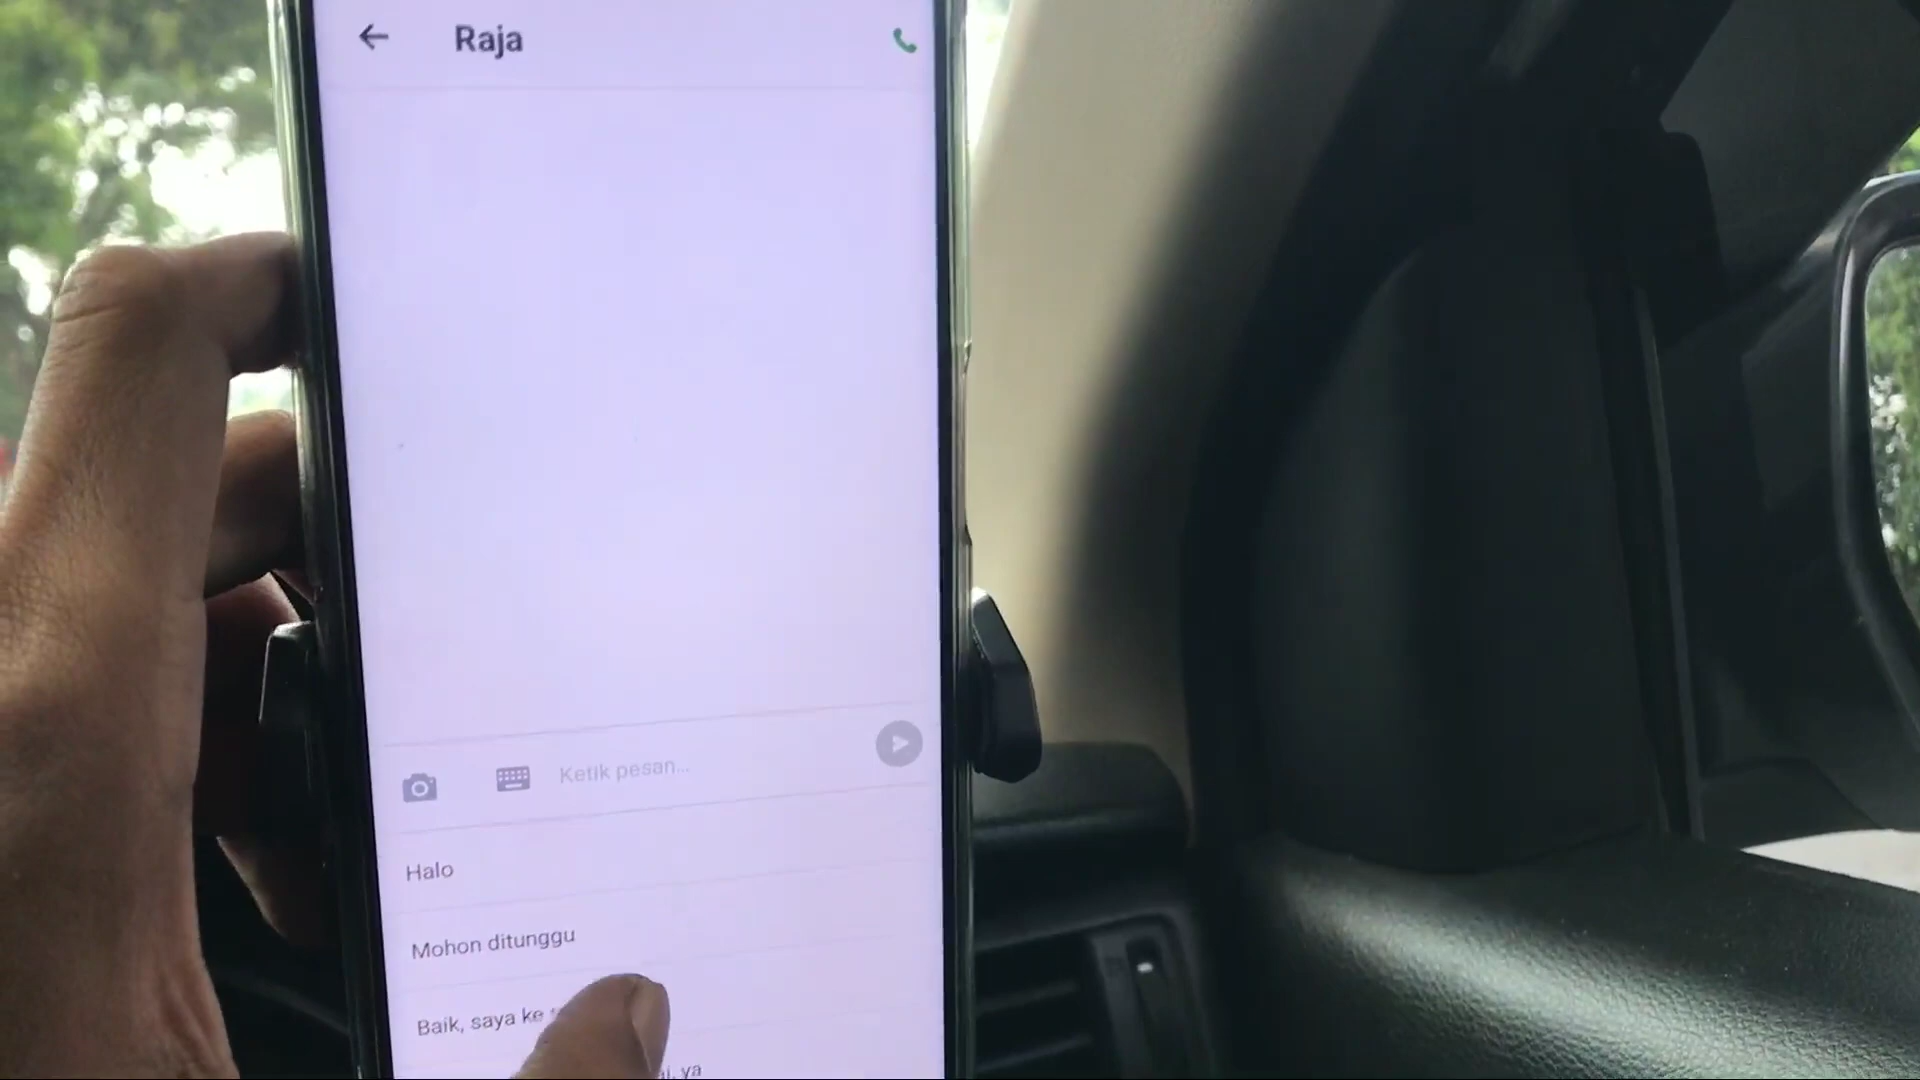 Raja
Ketik pesan...
Halo
Mohon ditunggu
Baik, saya ke
ya